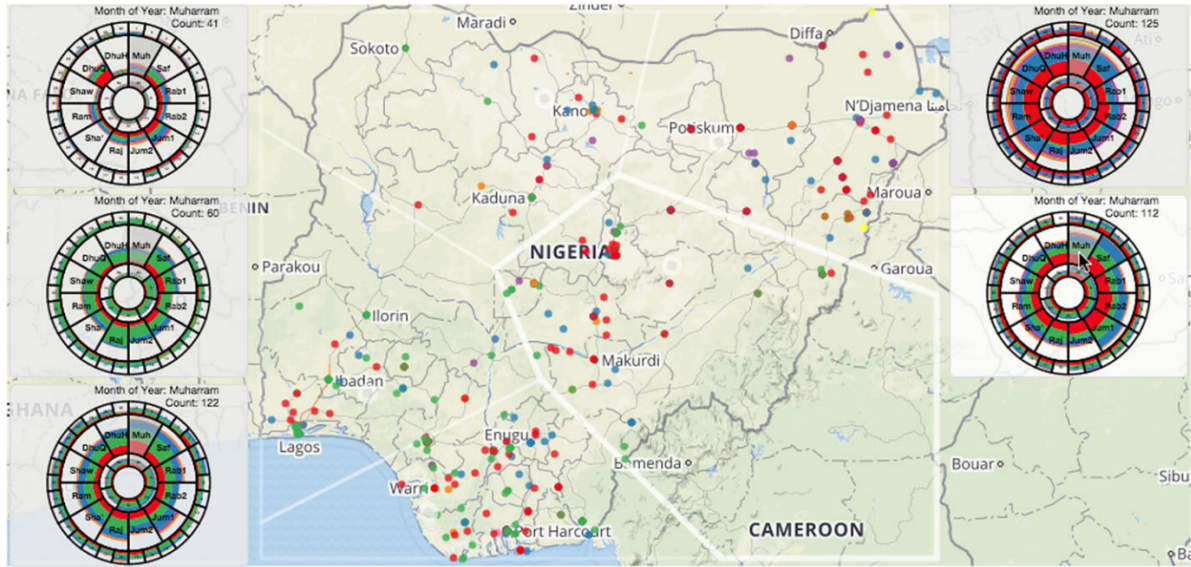 Month of Year: Muharram
Count: 41
DhuH
Muh
Saf
Rab1
Rab2
Jum1
Jum2
Raj
Sha'
Ram
Shaw
DhuQ
Month of Year: Muharram
Count: 60
DhuH
Muh
Saf
Rab1
Rab2
Jum1
Jum2
Raj
Sha'
Ram
Shaw
DhuQ
Month of Year: Muharram
Count: 122
DhuH
Muh
Saf
Rab1
Rab2
Jum1
Jum2
Raj
Sha'
Ram
Shaw
DhuQ
Zinder
Maradi
Sokoto
Diffa
Kano
Potiskum
N'Djamena
Kaduna
Maroua
BENIN
NIGERIA
Parakou
Garoua
Ilorin
Makurdi
Ibadan
GHANA
Enugu
Lagos
Bamenda
Bouar
Warri
Port Harcourt
CAMEROON
Month of Year: Muharram
Count: 125
DhuH
Muh
Saf
Rab1
Rab2
Jum1
Jum2
Raj
Sha'
Ram
Shaw
DhuQ
Ati
Month of Year: Muharram
Count: 112
DhuH
Muh
Saf
Rab1
Rab2
Jum1
Jum2
Raj
Sha'
Ram
Shaw
DhuQ